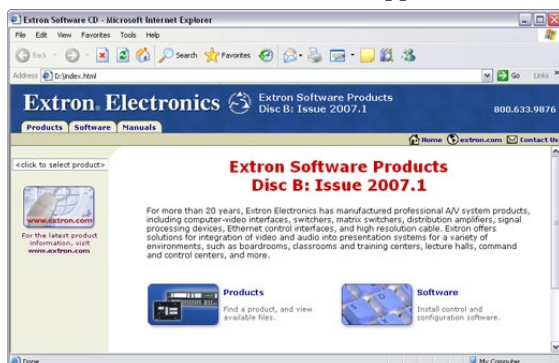 Extron Software CD - Microsoft Internet Explorer
File Edit View Favorites Tools Help
Back Search Favorites
Address D:\index.html Go Links »
Extron® Electronics Extron Software Products
Disc B: Issue 2007.1
800.633.9876
Products Software Manuals
Home extron.com Contact Us
<click to select product>
Extron Software Products
Disc B: Issue 2007.1
www.extron.com
For the latest product
information, visit
www.extron.com
For more than 20 years, Extron Electronics has manufactured professional A/V system products,
including computer-video interfaces, switchers, matrix switchers, distribution amplifiers, signal
processing devices, Ethernet control interfaces, and high resolution cable. Extron offers
solutions for integration of video and audio into presentation systems for a variety of
environments, such as boardrooms, classrooms and training centers, lecture halls, command
and control centers, and more.
Products
Find a product, and view
available files.
Software
Install control and
configuration software.
Done My Computer